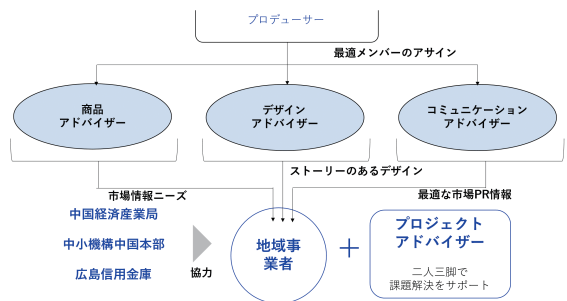 プロデューサー
最適メンバーのアサイン
商品
アドバイザー
デザイン
アドバイザー
コミュニケーション
アドバイザー
ストーリーのあるデザイン
市場情報ニーズ
最適な市場PR情報
中国経済産業局
中小機構中国本部
広島信用金庫
協力
地域事
業者
＋
プロジェクト
アドバイザー
二人三脚で
課題解決をサポート